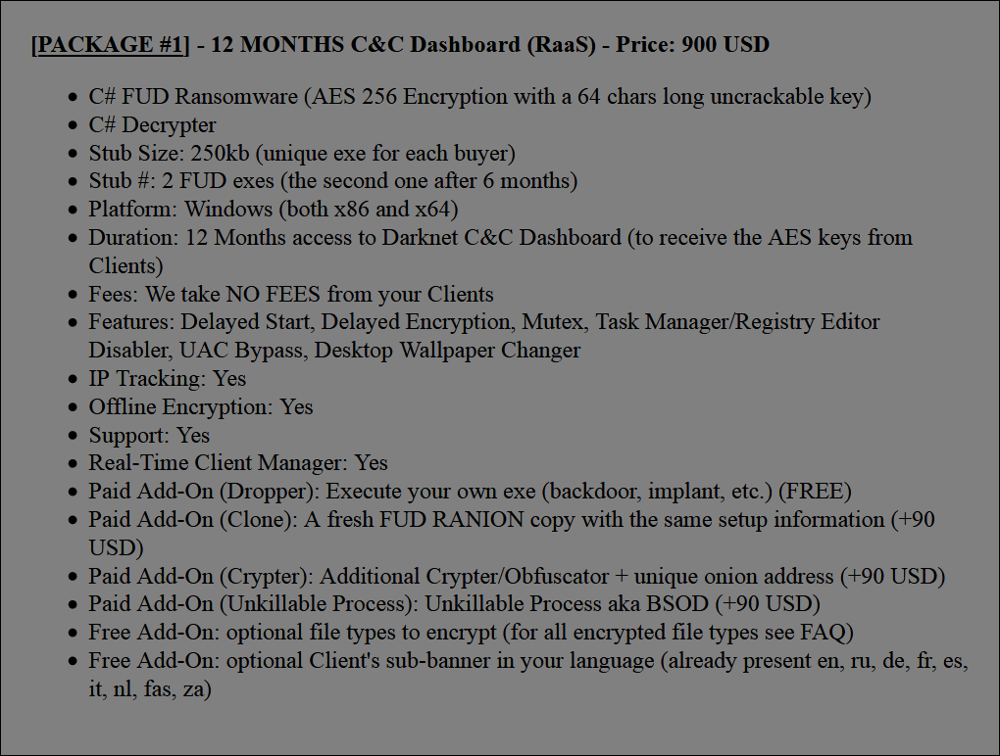 [PACKAGE #1] - 12 MONTHS C&C Dashboard (RaaS) - Price: 900 USD
• C# FUD Ransomware (AES 256 Encryption with a 64 chars long uncrackable key)
• C# Decrypter
• Stub Size: 250kb (unique exe for each buyer)
• Stub #: 2 FUD exes (the second one after 6 months)
• Platform: Windows (both x86 and x64)
• Duration: 12 Months access to Darknet C&C Dashboard (to receive the AES keys from
Clients)
• Fees: We take NO FEES from your Clients
• Features: Delayed Start, Delayed Encryption, Mutex, Task Manager/Registry Editor
Disabler, UAC Bypass, Desktop Wallpaper Changer
• IP Tracking: Yes
• Offline Encryption: Yes
• Support: Yes
• Real-Time Client Manager: Yes
• Paid Add-On (Dropper): Execute your own exe (backdoor, implant, etc.) (FREE)
• Paid Add-On (Clone): A fresh FUD RANION copy with the same setup information (+90
USD)
• Paid Add-On (Crypter): Additional Crypter/Obfuscator + unique onion address (+90 USD)
• Paid Add-On (Unkillable Process): Unkillable Process aka BSOD (+90 USD)
• Free Add-On: optional file types to encrypt (for all encrypted file types see FAQ)
• Free Add-On: optional Client's sub-banner in your language (already present en, ru, de, fr, es,
it, nl, fas, za)